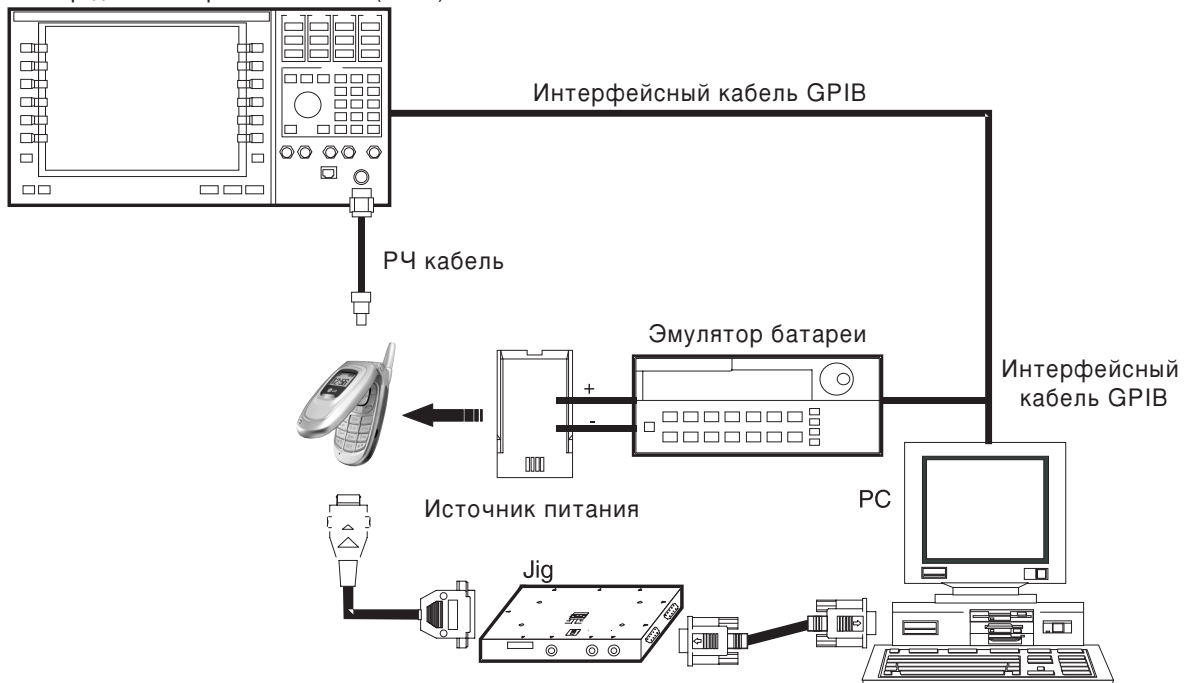 Интерфейсный кабель GPIB
РЧ кабель
Эмулятор батареи
Интерфейсный
кабель GPIB
+
-
PC
Источник питания
Jig